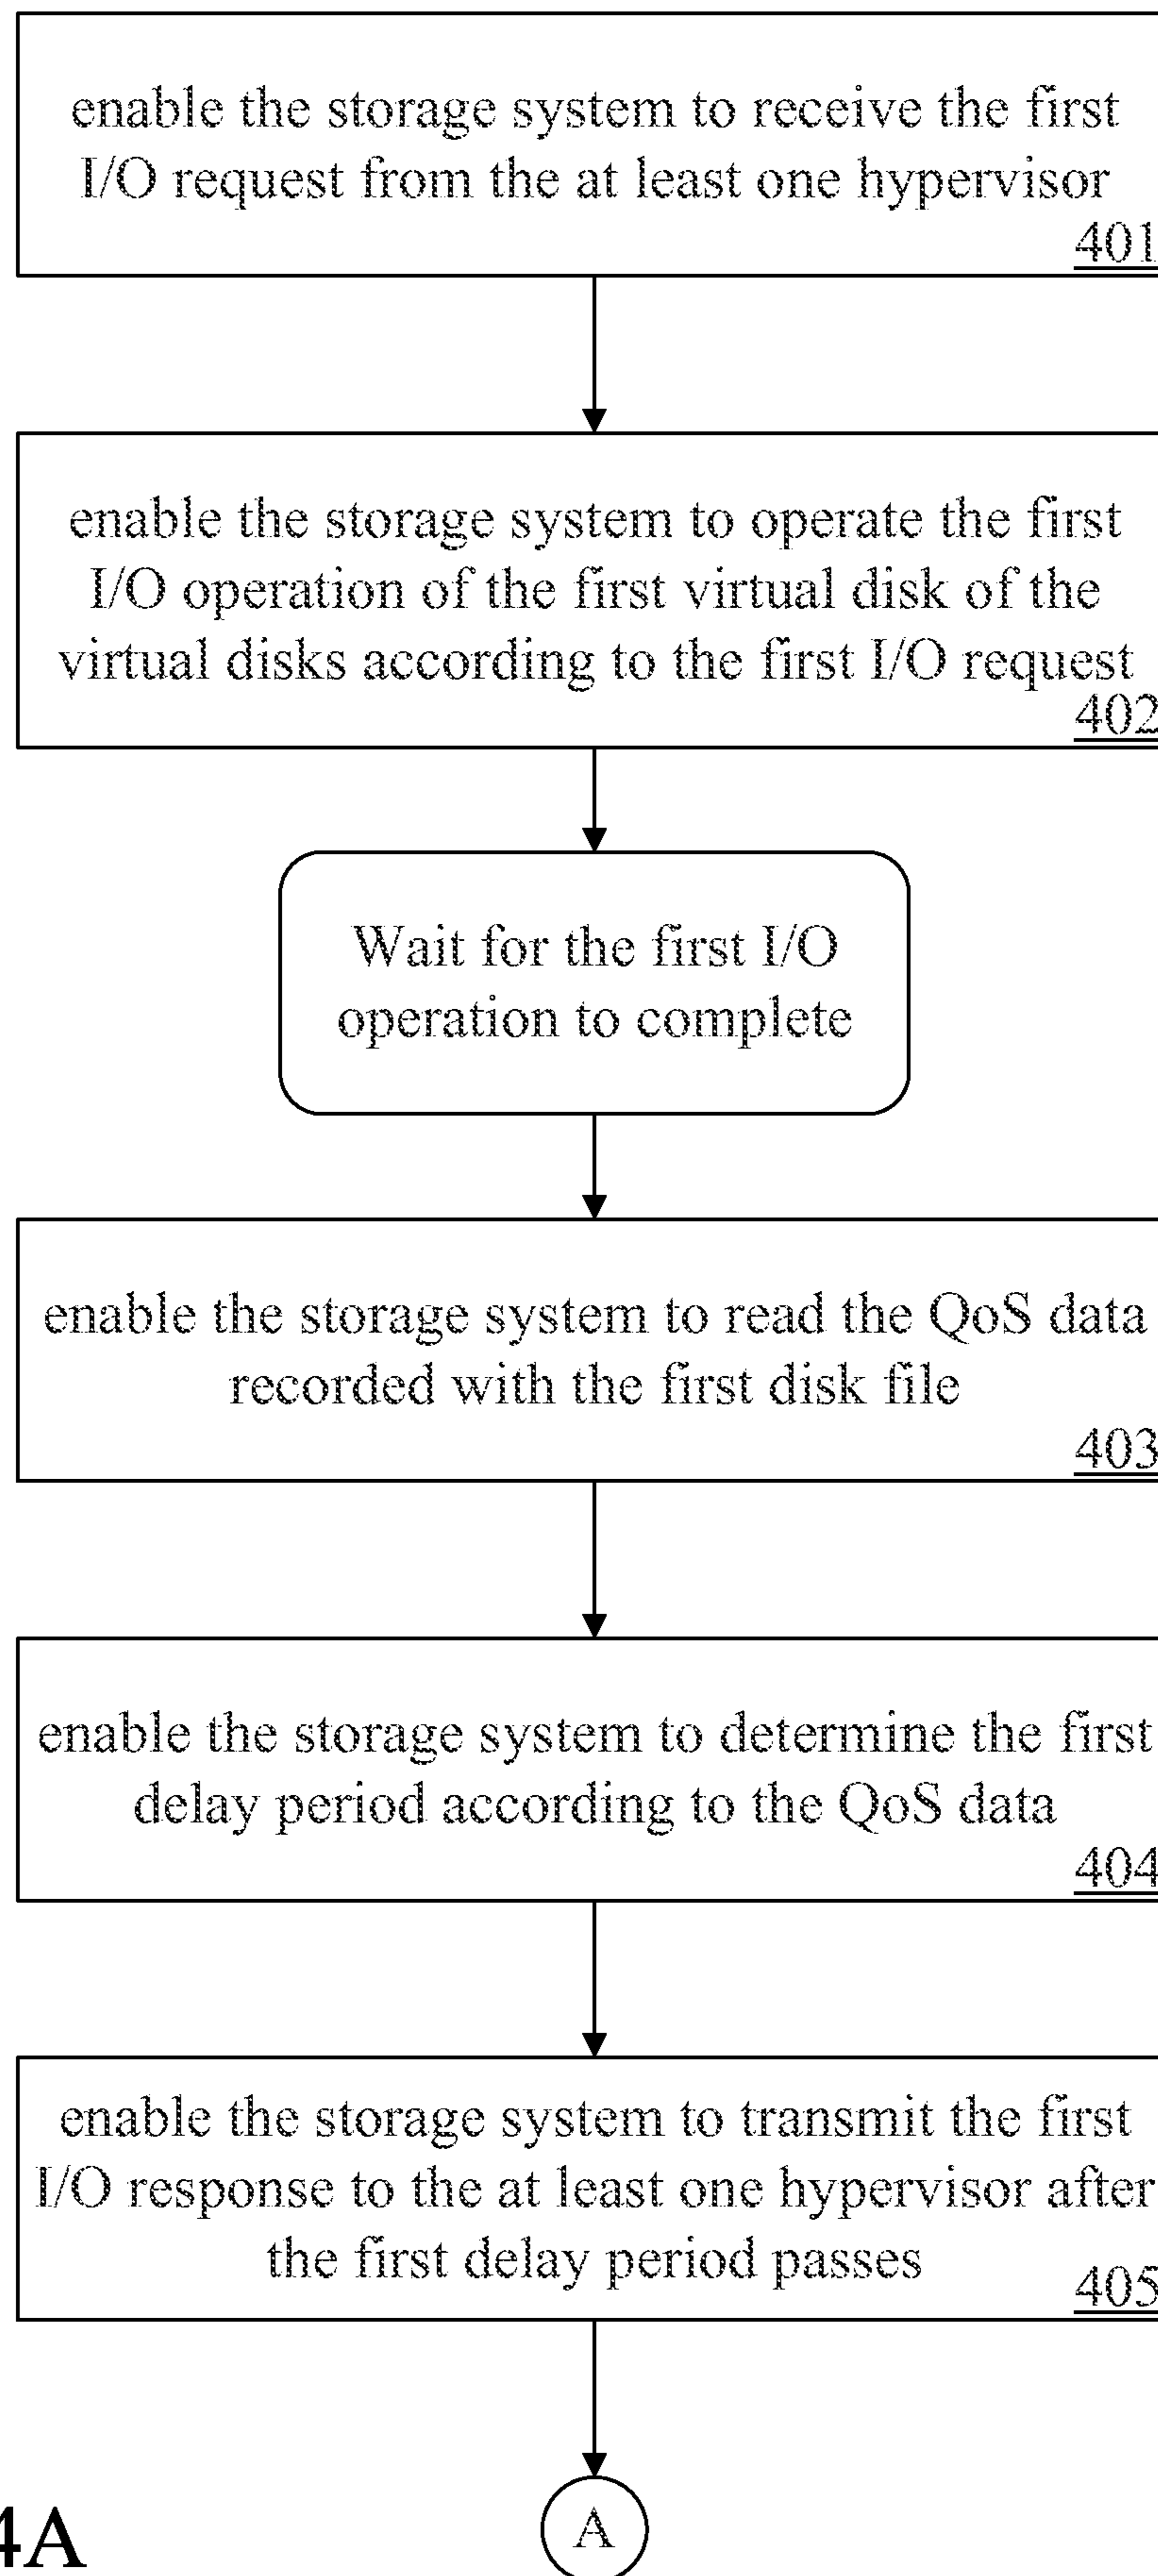 enable the storage system to receive the first
I/O request from the at least one hypervisor
401
enable the storage system to operate the first
I/O operation of the first virtual disk of the
virtual disks according to the first I/O request
402
Wait for the first I/O
operation to complete
enable the storage system to read the QoS data
recorded with the first disk file
403
enable the storage system to determine the first
delay period according to the QoS data
404
enable the storage system to transmit the first
I/O response to the at least one hypervisor after
the first delay period passes
405
A
4A